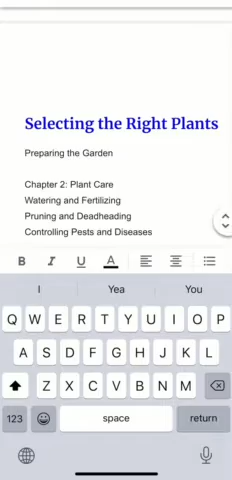 Selecting the Right Plants
Preparing the Garden
Chapter 2: Plant Care
Watering and Fertilizing
Pruning and Deadheading
Controlling Pests and Diseases
B I U A
I Yea You
Q W E R T Y U I O P
A S D F G H J K L
Z X C V B N M
123 space return